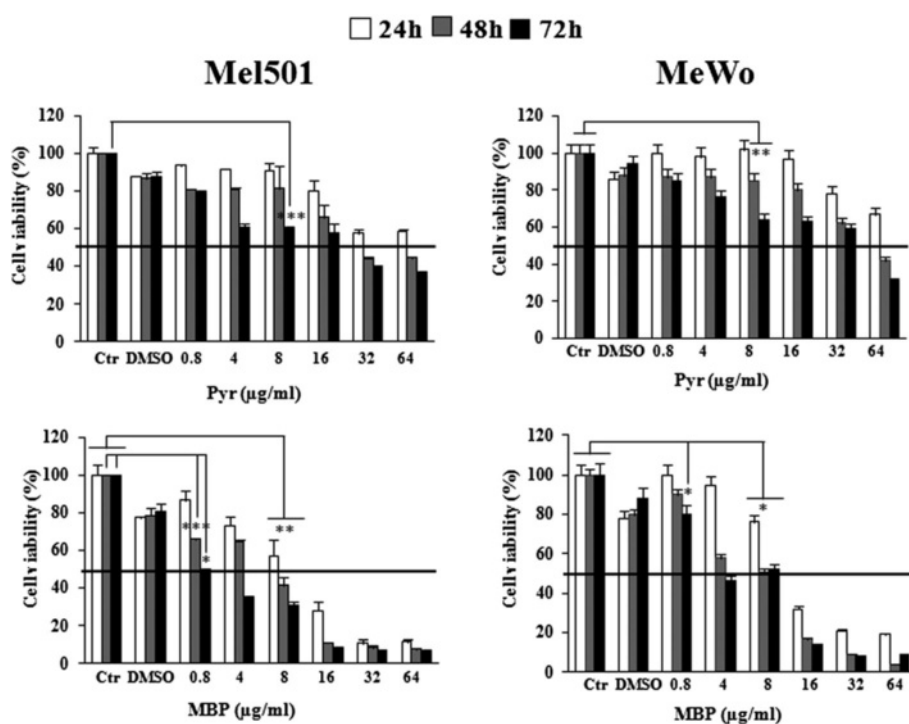 24h 48h 72h
Mel501
MeWo
Cell viability (%)
120
100
80
60
40
20
0
***
Ctr DMSO 0.8 4 8 16 32 64
Pyr (µg/ml)
Cell viability (%)
120
100
80
60
40
20
0
**
Ctr DMSO 0.8 4 8 16 32 64
Pyr (µg/ml)
Cell viability (%)
120
100
80
60
40
20
0
***
*
**
Ctr DMSO 0.8 4 8 16 32 64
MBP (µg/ml)
Cell viability (%)
120
100
80
60
40
20
0
*
*
Ctr DMSO 0.8 4 8 16 32 64
MBP (µg/ml)